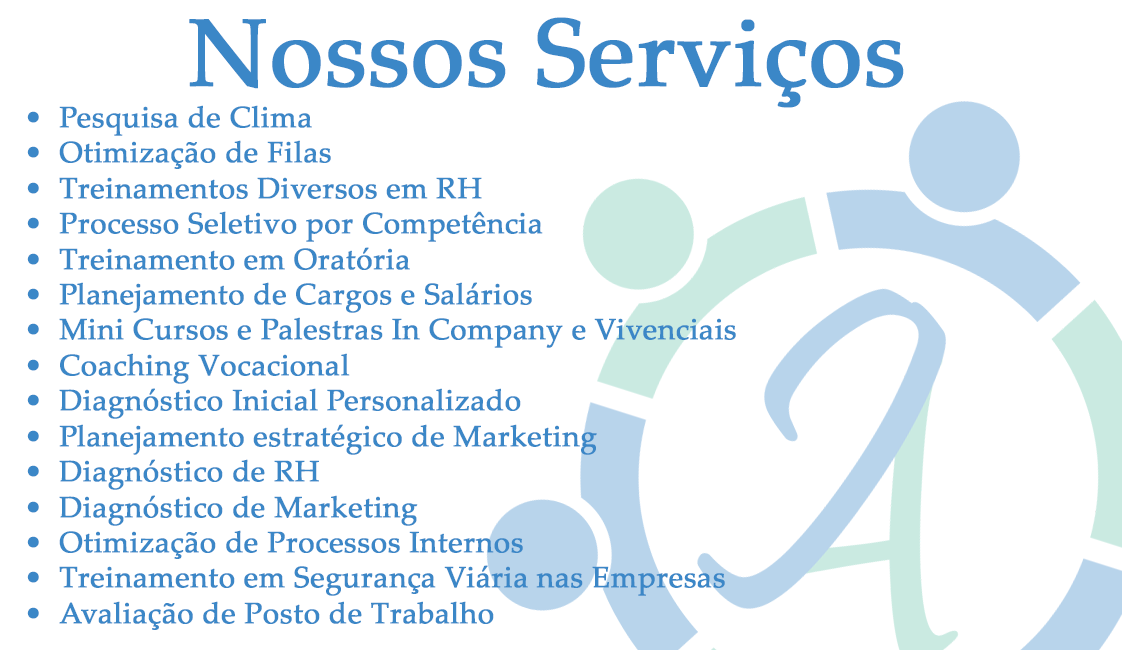 Nossos Serviços
• Pesquisa de Clima
• Otimização de Filas
• Treinamentos Diversos em RH
• Processo Seletivo por Competência
• Treinamento em Oratória
• Planejamento de Cargos e Salários
• Mini Cursos e Palestras In Company e Vivenciais
• Coaching Vocacional
• Diagnóstico Inicial Personalizado
• Planejamento estratégico de Marketing
• Diagnóstico de RH
• Diagnóstico de Marketing
• Otimização de Processos Internos
• Treinamento em Segurança Viária nas Empresas
• Avaliação de Posto de Trabalho